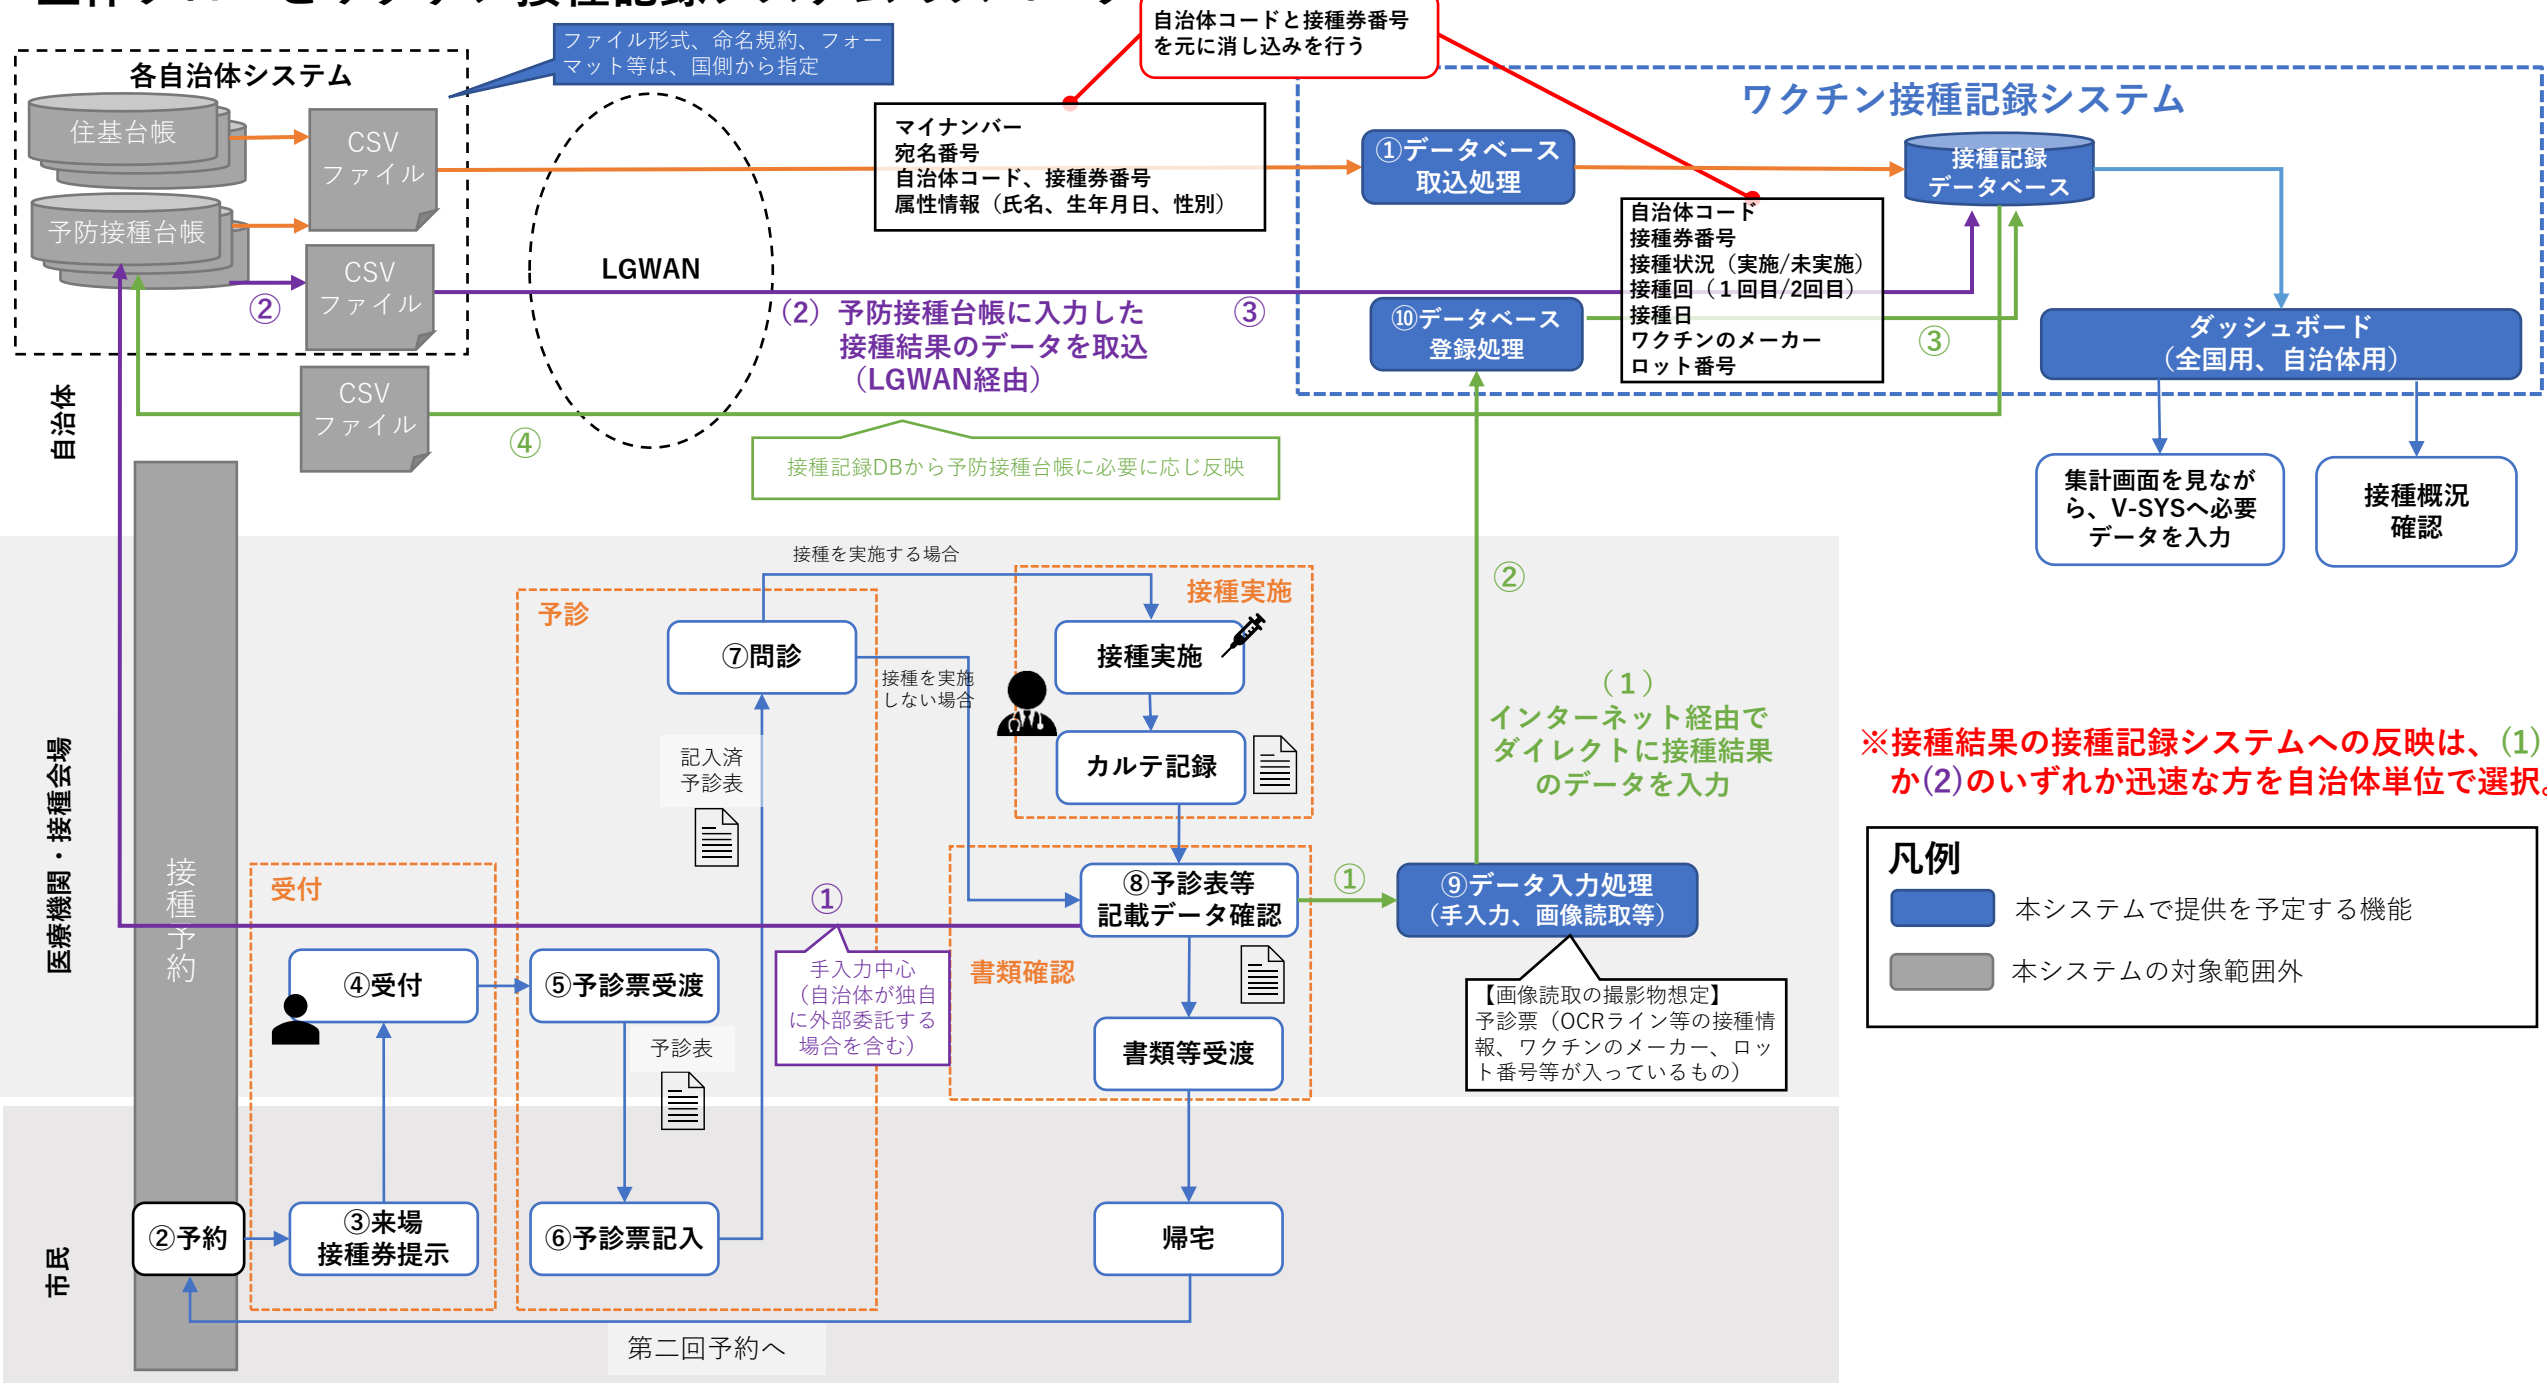 自治体コードと接種券番号
を元に消し込みを行う
ファイル形式、命名規約、フォー
マット等は、国側から指定
各自治体システム
住基台帳
予防接種台帳
CSV
ファイル
CSV
ファイル
②
CSV
ファイル
④
LGWAN
マイナンバー
宛名番号
自治体コード、接種券番号
属性情報（氏名、生年月日、性別）
（2）予防接種台帳に入力した
接種結果のデータを取込
（LGWAN経由）
③
ワクチン接種記録システム
①データベース
取込処理
接種記録
データベース
自治体コード
接種券番号
接種状況（実施/未実施）
接種回（１回目/2回目）
接種日
ワクチンのメーカー
ロット番号
⑩データベース
登録処理
③
ダッシュボード
（全国用、自治体用）
接種記録DBから予防接種台帳に必要に応じ反映
集計画面を見なが
ら、V-SYSへ必要
データを入力
接種概況
確認
自治体
医療機関・接種会場
市民
接種予約
接種を実施する場合
予診
⑦問診
接種を実施
しない場合
接種実施
接種実施
カルテ記録
②
（１）
インターネット経由で
ダイレクトに接種結果
のデータを入力
記入済
予診表
受付
④受付
⑤予診票受渡
予診表
①
手入力中心
（自治体が独自
に外部委託する
場合を含む）
⑧予診表等
記載データ確認
書類確認
書類等受渡
①
⑨データ入力処理
（手入力、画像読取等）
【画像読取の撮影物想定】
予診票（OCRライン等の接種情
報、ワクチンのメーカー、ロッ
ト番号等が入っているもの）
②予約
③来場
接種券提示
⑥予診票記入
帰宅
第二回予約へ
※接種結果の接種記録システムへの反映は、(1)
か(2)のいずれか迅速な方を自治体単位で選択。
凡例
本システムで提供を予定する機能
本システムの対象範囲外